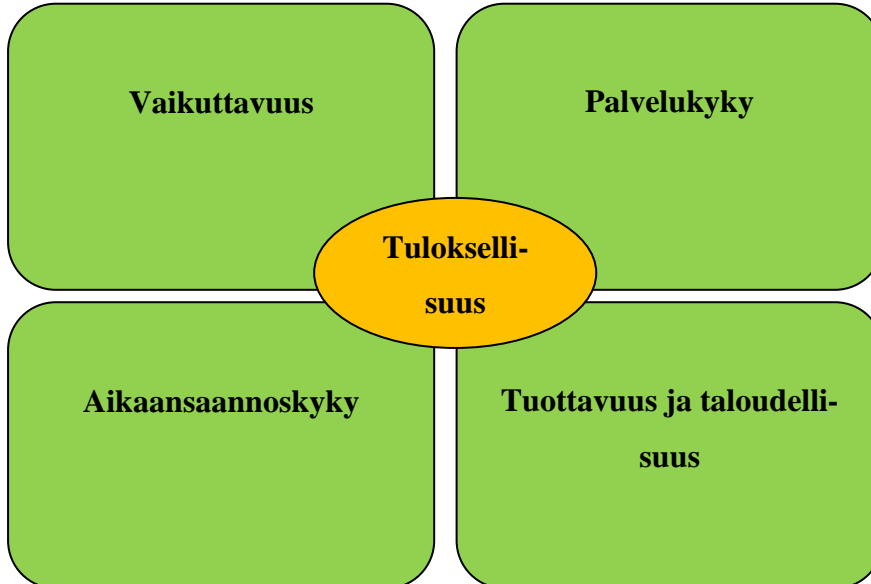 Vaikuttavuus
Palvelukyky
Tulokselli-
suus
Aikaansaannoskyky
Tuottavuus ja taloudelli-
suus